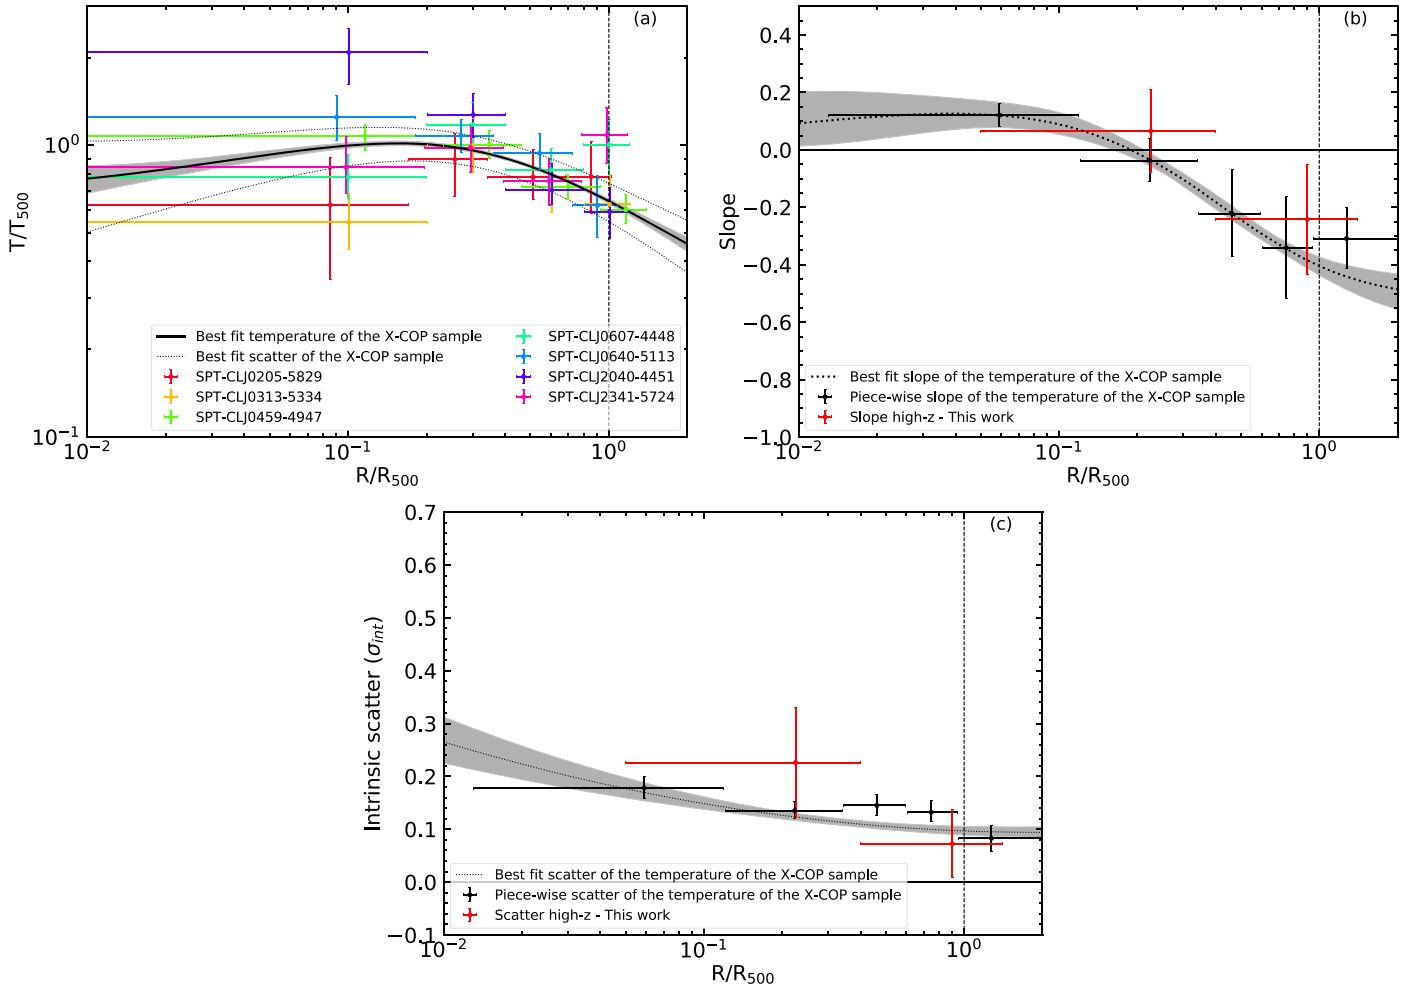 (a)
T/T500
10^0
10^-1
10^-2
10^-1
10^0
R/R500
Best fit temperature of the X-COP sample
Best fit scatter of the X-COP sample
SPT-CLJ0205-5829
SPT-CLJ0313-5334
SPT-CLJ0459-4947
SPT-CLJ0607-4448
SPT-CLJ0640-5113
SPT-CLJ2040-4451
SPT-CLJ2341-5724
(b)
Slope
0.4
0.2
0.0
−0.2
−0.4
−0.6
−0.8
−1.0
10^-2
10^-1
10^0
R/R500
Best fit slope of the temperature of the X-COP sample
Piece-wise slope of the temperature of the X-COP sample
Slope high-z - This work
(c)
Intrinsic scatter (σint)
0.7
0.6
0.5
0.4
0.3
0.2
0.1
0.0
−0.1
10^-2
10^-1
10^0
R/R500
Best fit scatter of the temperature of the X-COP sample
Piece-wise scatter of the temperature of the X-COP sample
Scatter high-z - This work